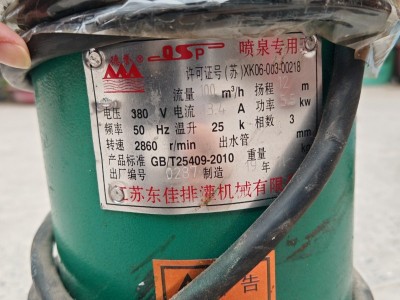 QSP 喷泉专用泵
许可证号(苏)XK06-003-00218
流量 100 m³/h 扬程
电压 380 V 电流 A 功率 kw
频率 50 Hz 温升 25 k 相数 3
转速 2860 r/min 出水管 mm
产品标准 GB/T25409-2010 重量
出厂编号 制造
江苏东佳排灌机械有限
告